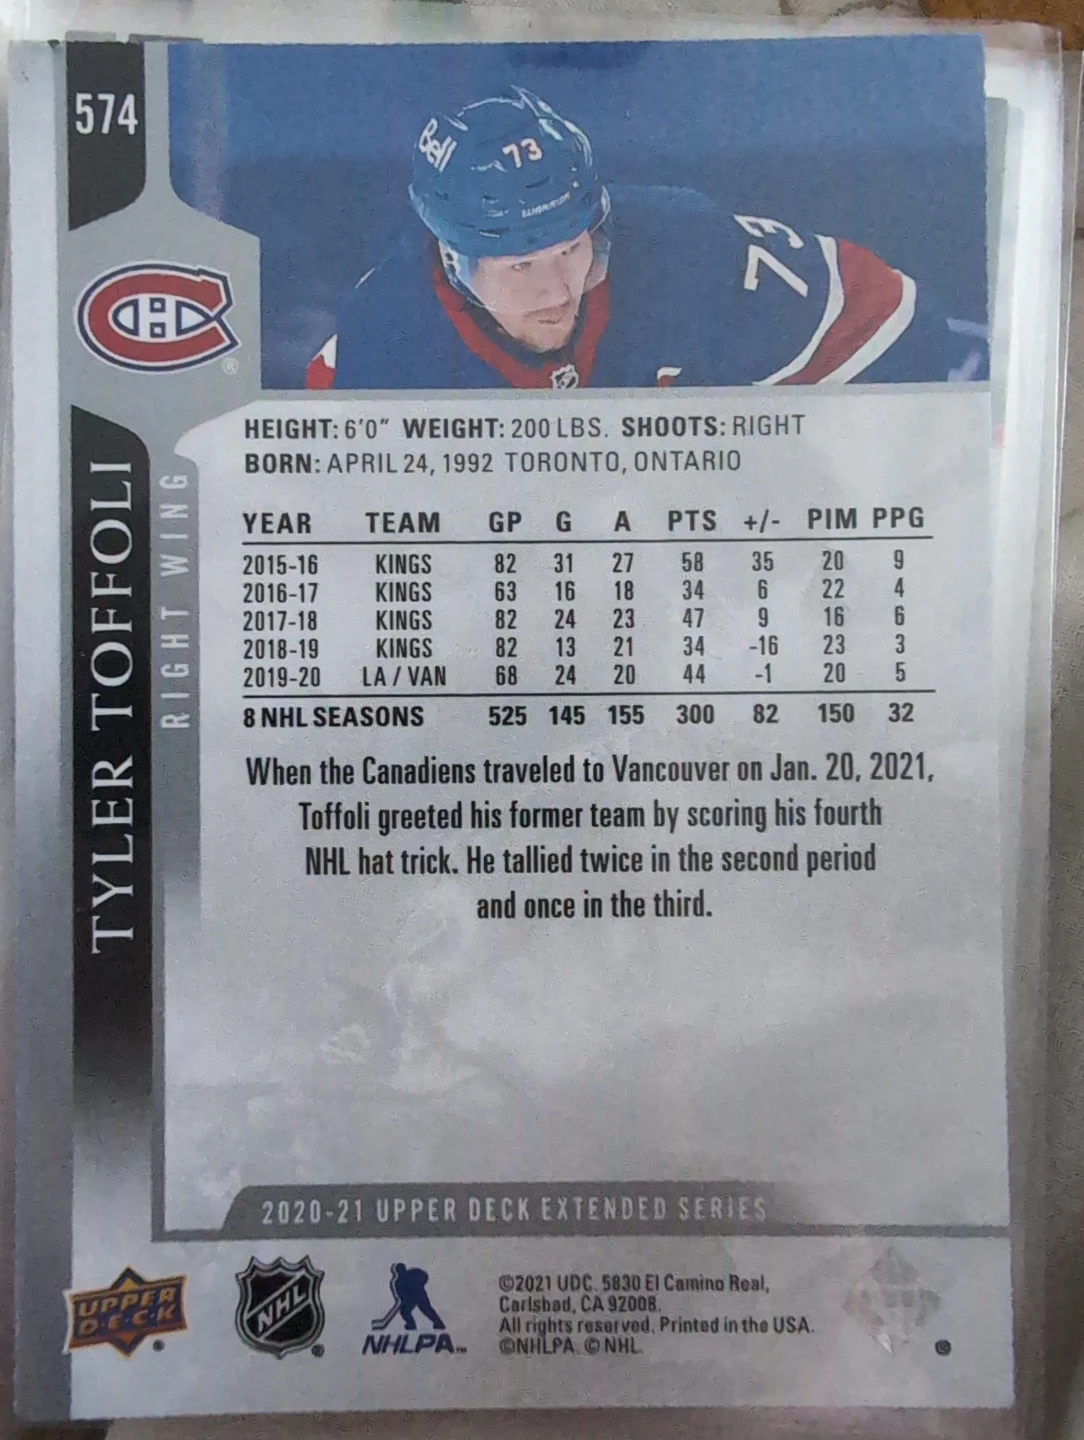 574
73
WARRIOR
73
TYLER TOFFOLI
RIGHT WING
HEIGHT: 6'0" WEIGHT: 200 LBS. SHOOTS: RIGHT
BORN: APRIL 24, 1992 TORONTO, ONTARIO
YEAR TEAM GP G A PTS +/- PIM PPG
2015-16 KINGS 82 31 27 58 35 20 9
2016-17 KINGS 63 16 18 34 6 22 4
2017-18 KINGS 82 24 23 47 9 16 6
2018-19 KINGS 82 13 21 34 -16 23 3
2019-20 LA / VAN 68 24 20 44 -1 20 5
8 NHL SEASONS 525 145 155 300 82 150 32
When the Canadiens traveled to Vancouver on Jan. 20, 2021,
Toffoli greeted his former team by scoring his fourth
NHL hat trick. He tallied twice in the second period
and once in the third.
2020-21 UPPER DECK EXTENDED SERIES
UPPER
DECK
NHL
NHLPA™
©2021 UDC. 5830 El Camino Real,
Carlsbad, CA 92008.
All rights reserved. Printed in the USA.
©NHLPA. © NHL.